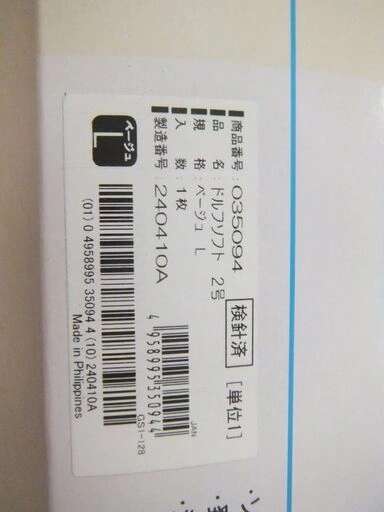 商品番号:035094
品 名:ドルフソフト 2号
規 格:ベージュ L
入 数:1枚
製造番号:240410A
検針済
[単位1]
ベージュ
L
JAN
4 958995 350944
GS1-128
(01) 0 4958995 35094 4 (10) 240410A
Made in Philippines